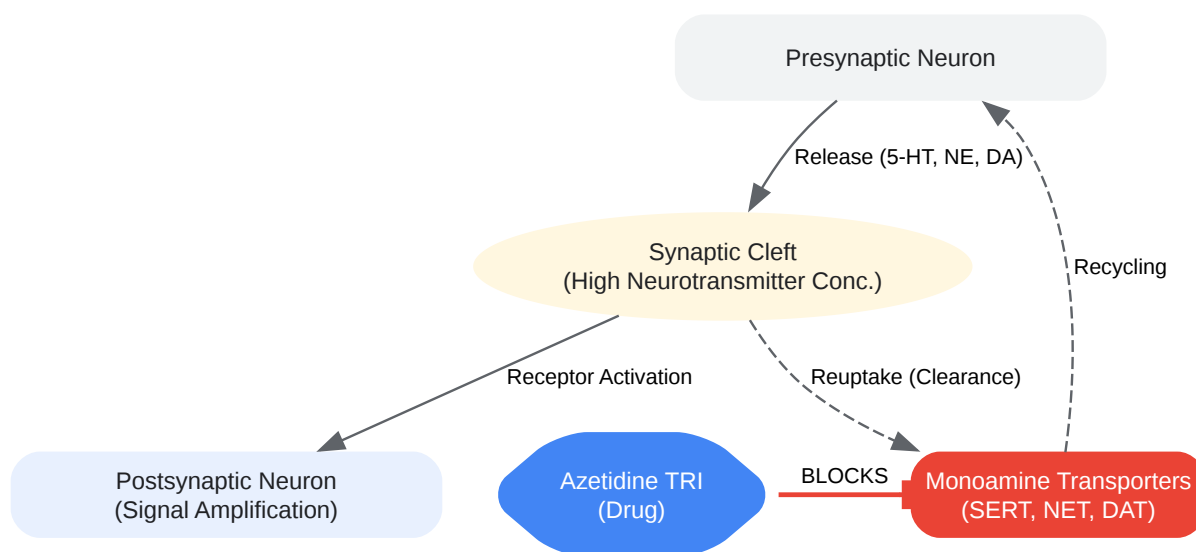 Presynaptic Neuron
Release (5-HT, NE, DA)
Synaptic Cleft
(High Neurotransmitter Conc.)
Recycling
Receptor Activation
Reuptake (Clearance)
Postsynaptic Neuron
(Signal Amplification)
Azetidine TRI
(Drug)
BLOCKS
Monoamine Transporters
(SERT, NET, DAT)